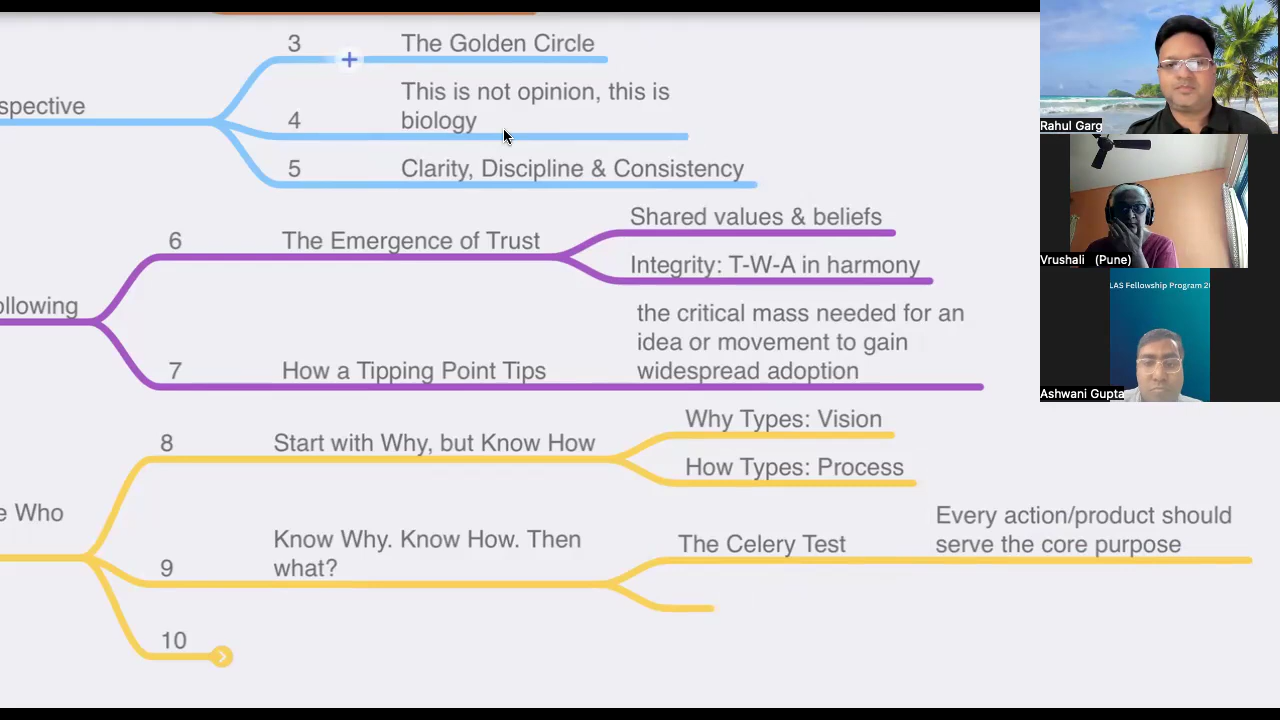 3
The Golden Circle
spective
4
This is not opinion, this is
biology
5
Clarity, Discipline & Consistency
ollowing
6
The Emergence of Trust
Shared values & beliefs
Integrity: T-W-A in harmony
7
How a Tipping Point Tips
the critical mass needed for an
idea or movement to gain
widespread adoption
e Who
8
Start with Why, but Know How
Why Types: Vision
How Types: Process
9
Know Why. Know How. Then
what?
The Celery Test
Every action/product should
serve the core purpose
10
Rahul Garg
Vrushali (Pune)
LAS Fellowship Program 2
Ashwani Gupta